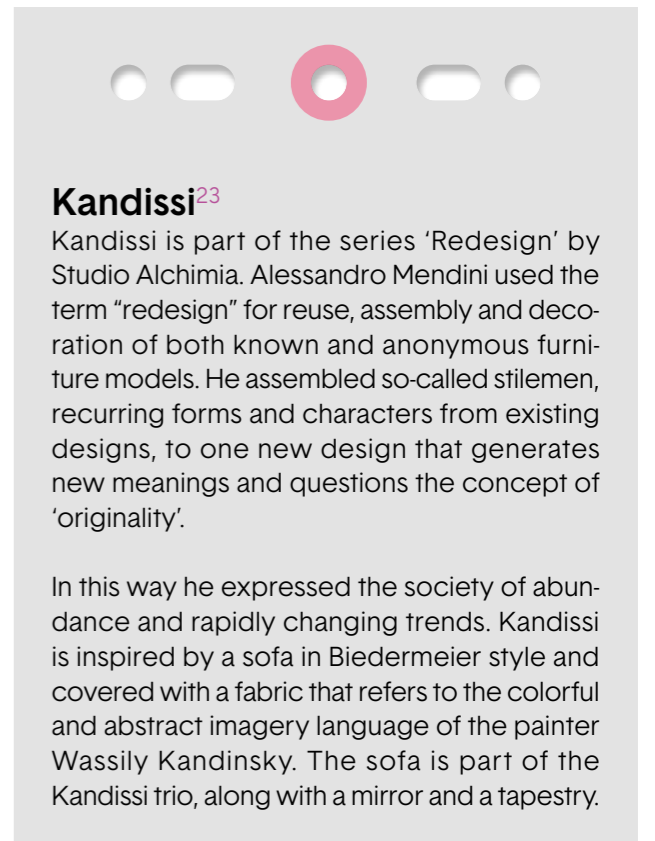 Kandissi23
Kandissi is part of the series ‘Redesign’ by
Studio Alchimia. Alessandro Mendini used the
term “redesign” for reuse, assembly and deco-
ration of both known and anonymous furni-
ture models. He assembled so-called stilemen,
recurring forms and characters from existing
designs, to one new design that generates
new meanings and questions the concept of
‘originality’.
In this way he expressed the society of abun-
dance and rapidly changing trends. Kandissi
is inspired by a sofa in Biedermeier style and
covered with a fabric that refers to the colorful
and abstract imagery language of the painter
Wassily Kandinsky. The sofa is part of the
Kandissi trio, along with a mirror and a tapestry.